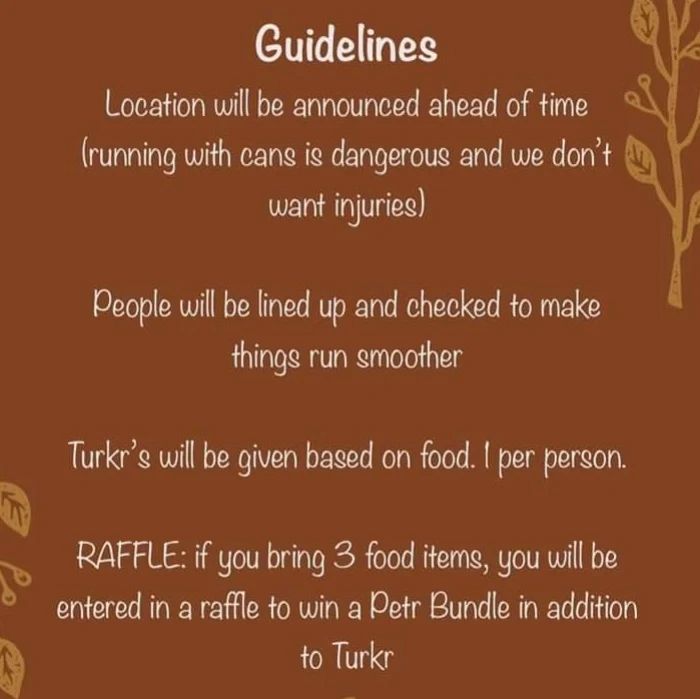 Guidelines
Location will be announced ahead of time
(running with cans is dangerous and we don't
want injuries)
People will be lined up and checked to make
things run smoother
Turkr's will be given based on food. 1 per person.
RAFFLE: if you bring 3 food items, you will be
entered in a raffle to win a Petr Bundle in addition
to Turkr